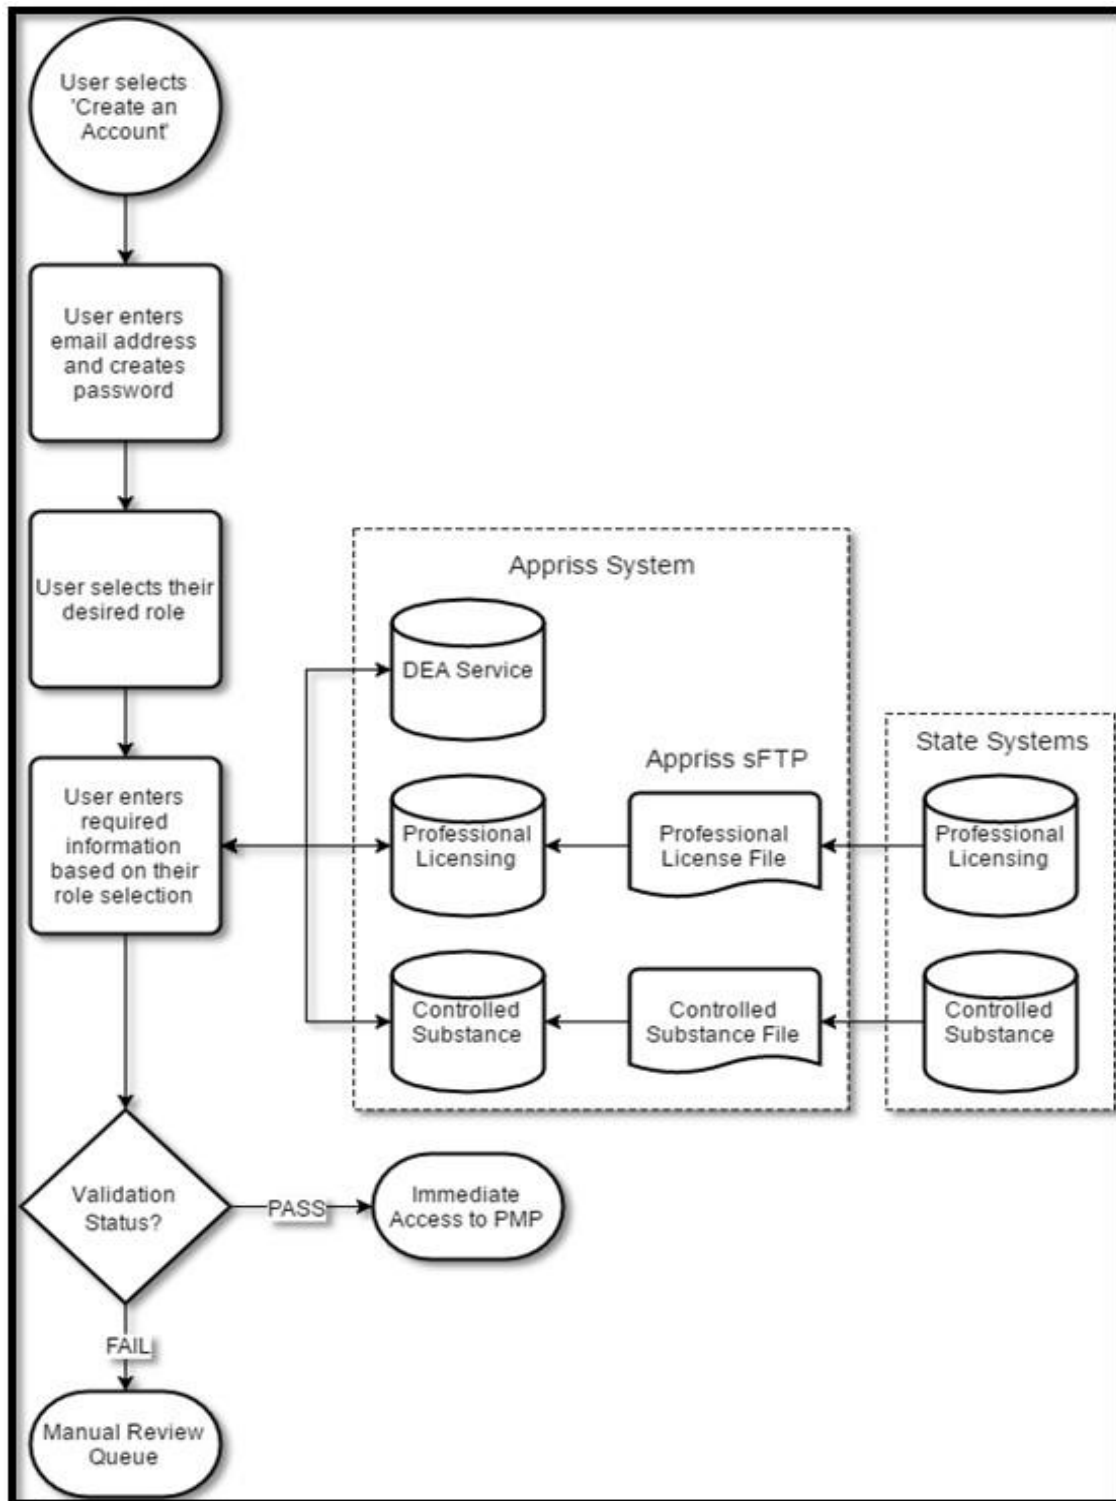 User selects
'Create an
Account'
User enters
email address
and creates
password
User selects their
desired role
User enters
required
information
based on their
role selection
Appriss System
DEA Service
Appriss sFTP
Professional
Licensing
Professional
License File
Controlled
Substance
Controlled
Substance File
State Systems
Professional
Licensing
Controlled
Substance
Validation
Status?
PASS
Immediate
Access to PMP
FAIL
Manual Review
Queue